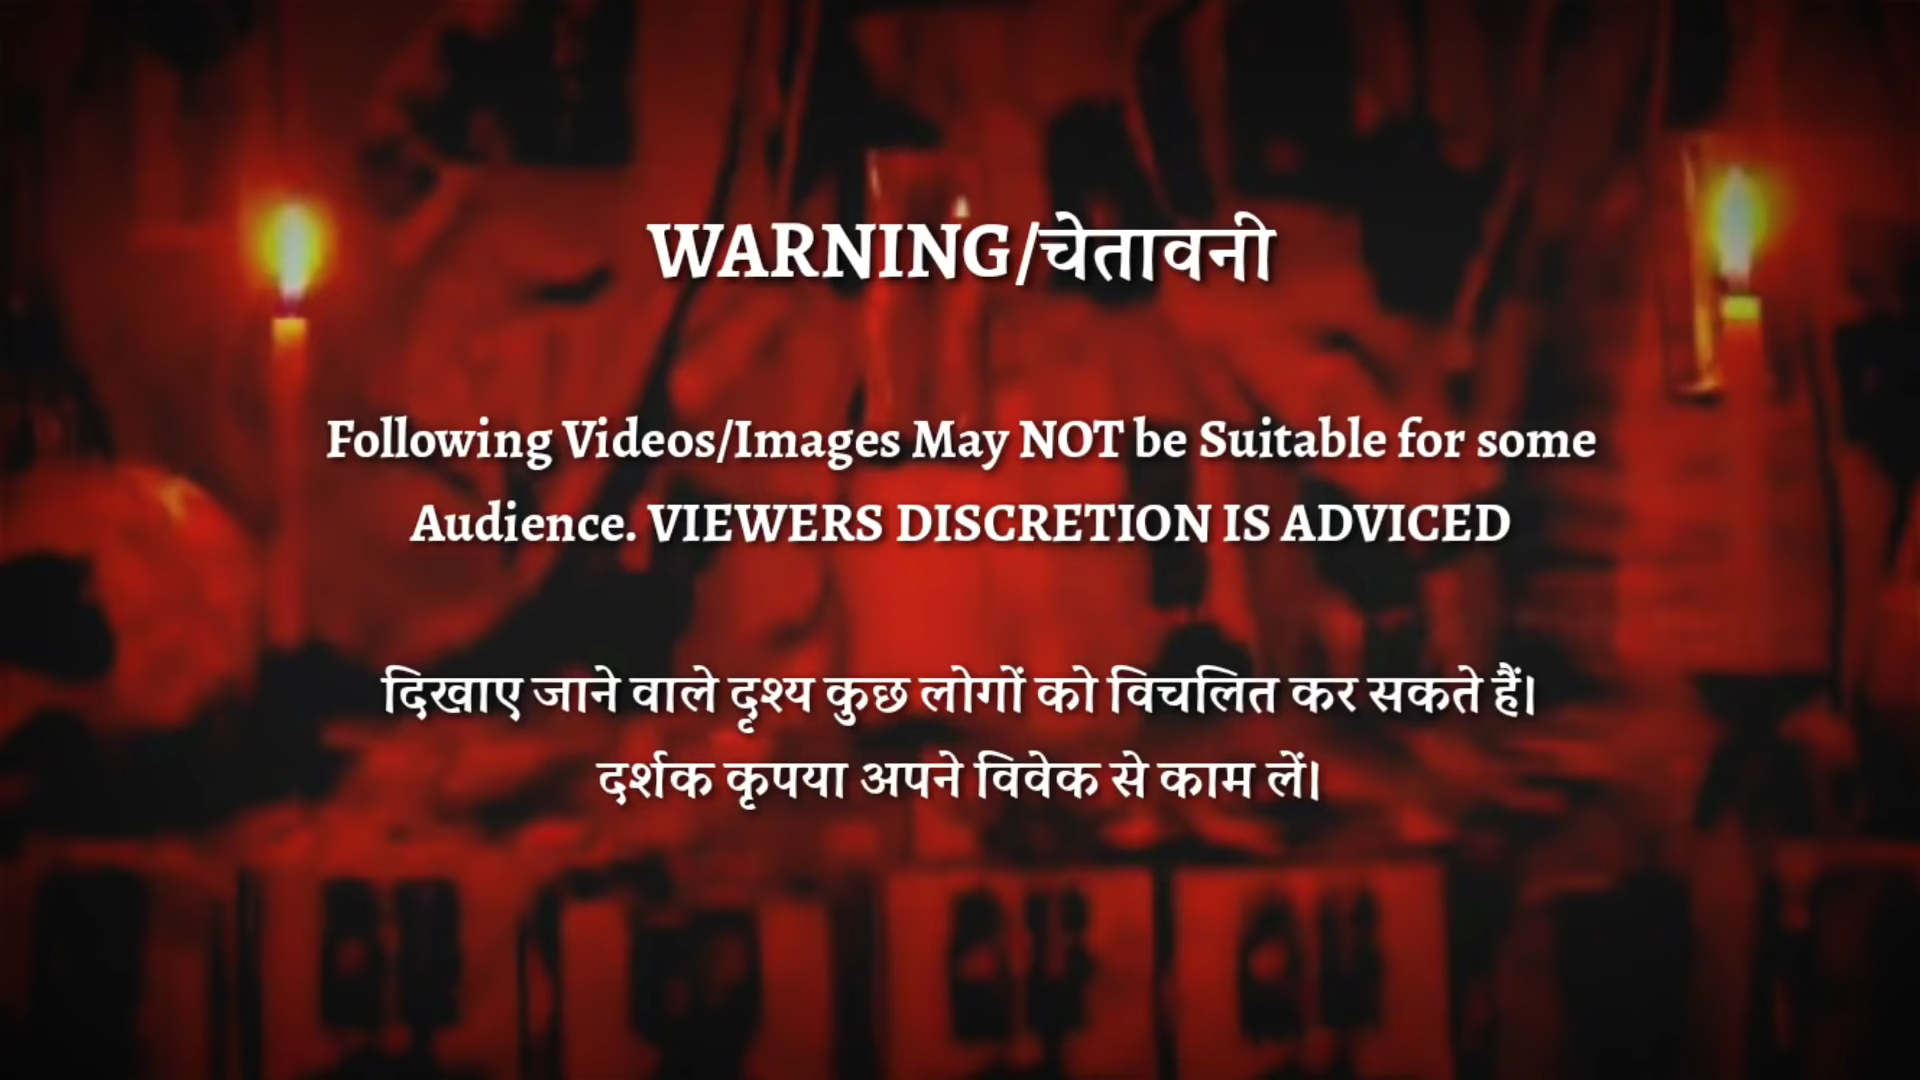 WARNING/चेतावनी
Following Videos/Images May NOT be Suitable for some
Audience. VIEWERS DISCRETION IS ADVICED
दिखाए जाने वाले दृश्य कुछ लोगों को विचलित कर सकते हैं।
दर्शक कृपया अपने विवेक से काम लें।